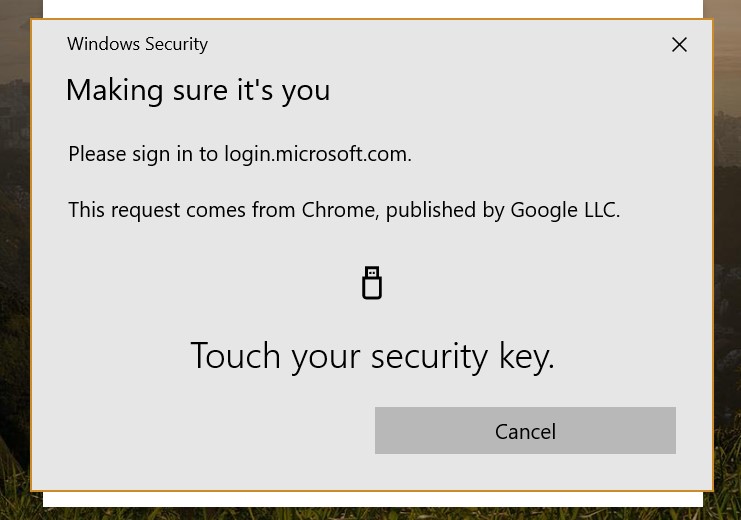 Windows Security
Making sure it's you
Please sign in to login.microsoft.com.
This request comes from Chrome, published by Google LLC.
Touch your security key.
Cancel